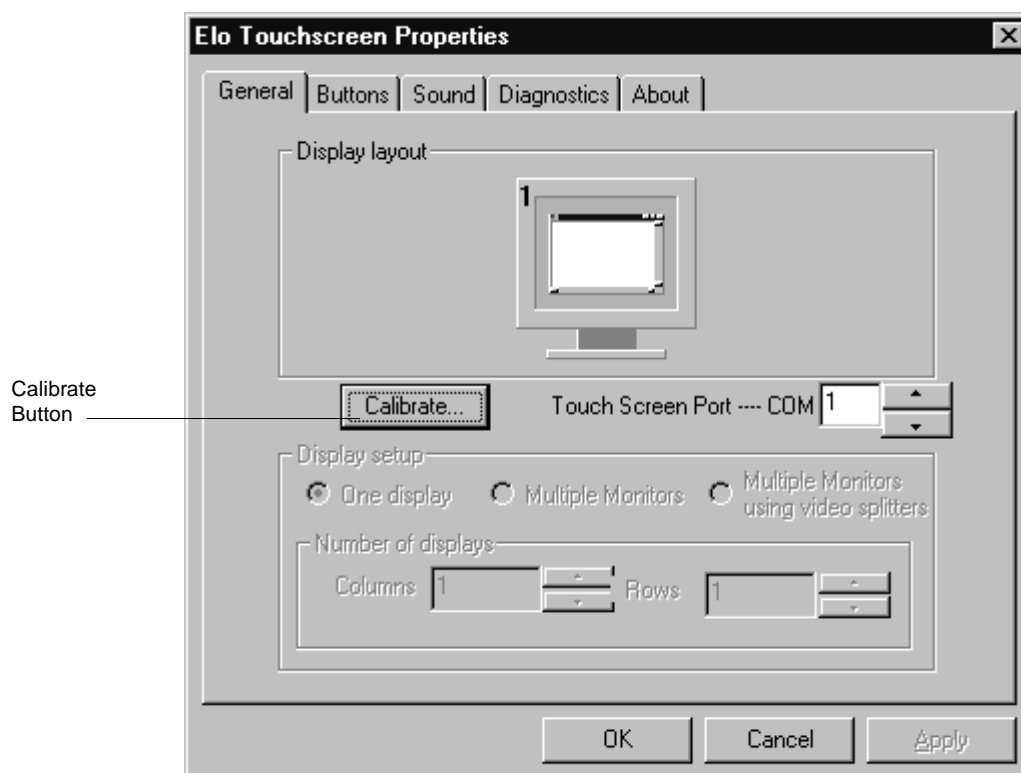 Elo Touchscreen Properties
General Buttons Sound Diagnostics About
Display layout
1
Calibrate
Button
Calibrate... Touch Screen Port ---- COM 1
Display setup
One display Multiple Monitors Multiple Monitors
using video splitters
Number of displays
Columns 1 Rows 1
OK Cancel Apply